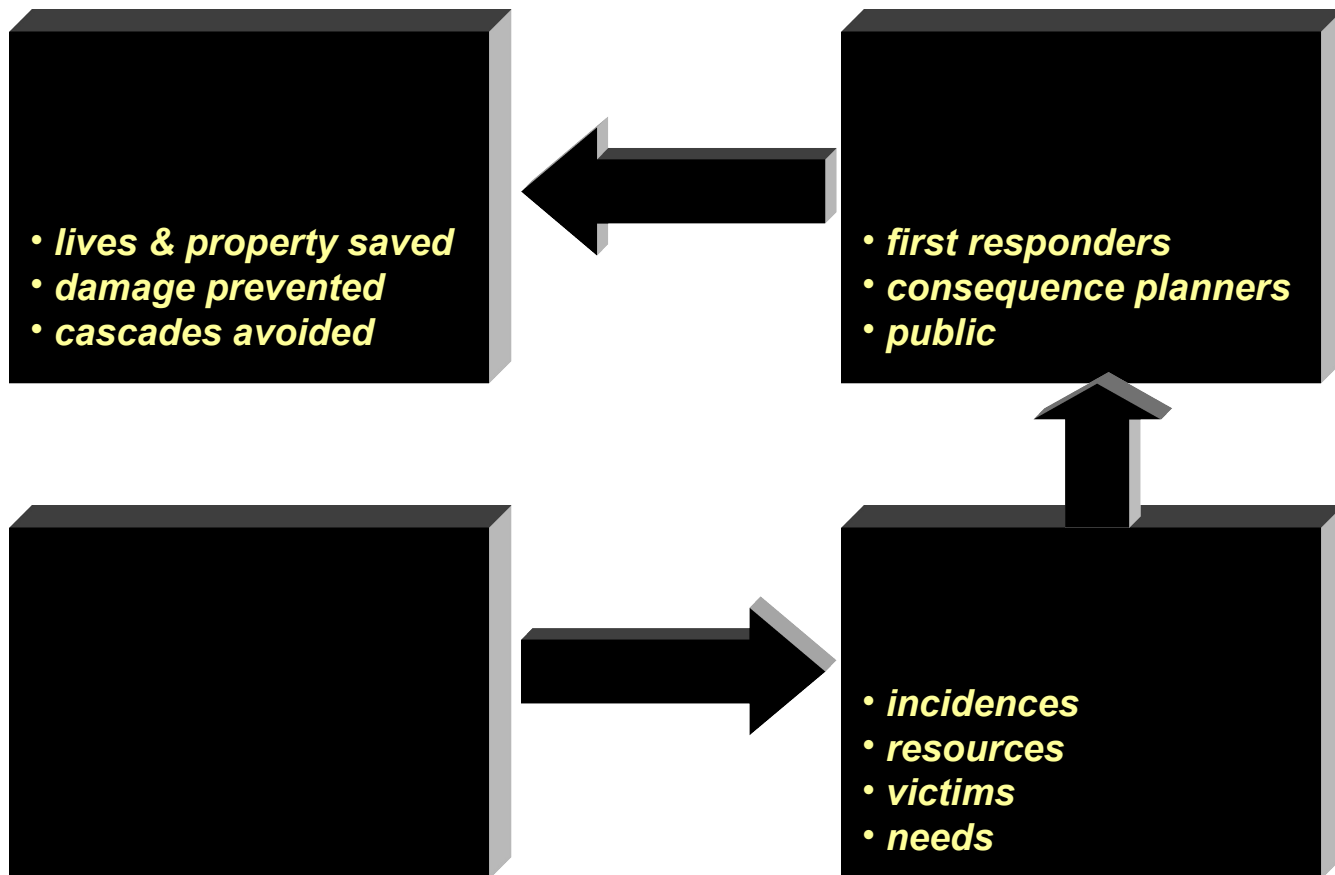 • lives & property saved
• damage prevented
• cascades avoided
• first responders
• consequence planners
• public
• incidences
• resources
• victims
• needs